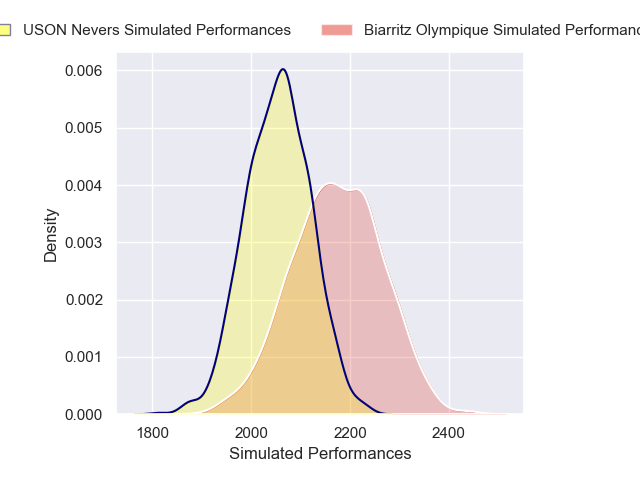 USON Nevers Simulated Performances Biarritz Olympique Simulated
0.006
0.005
0.004
0.003
0.002
0.001
0.000
Density
1800 2000 2200 2400
Simulated Performances